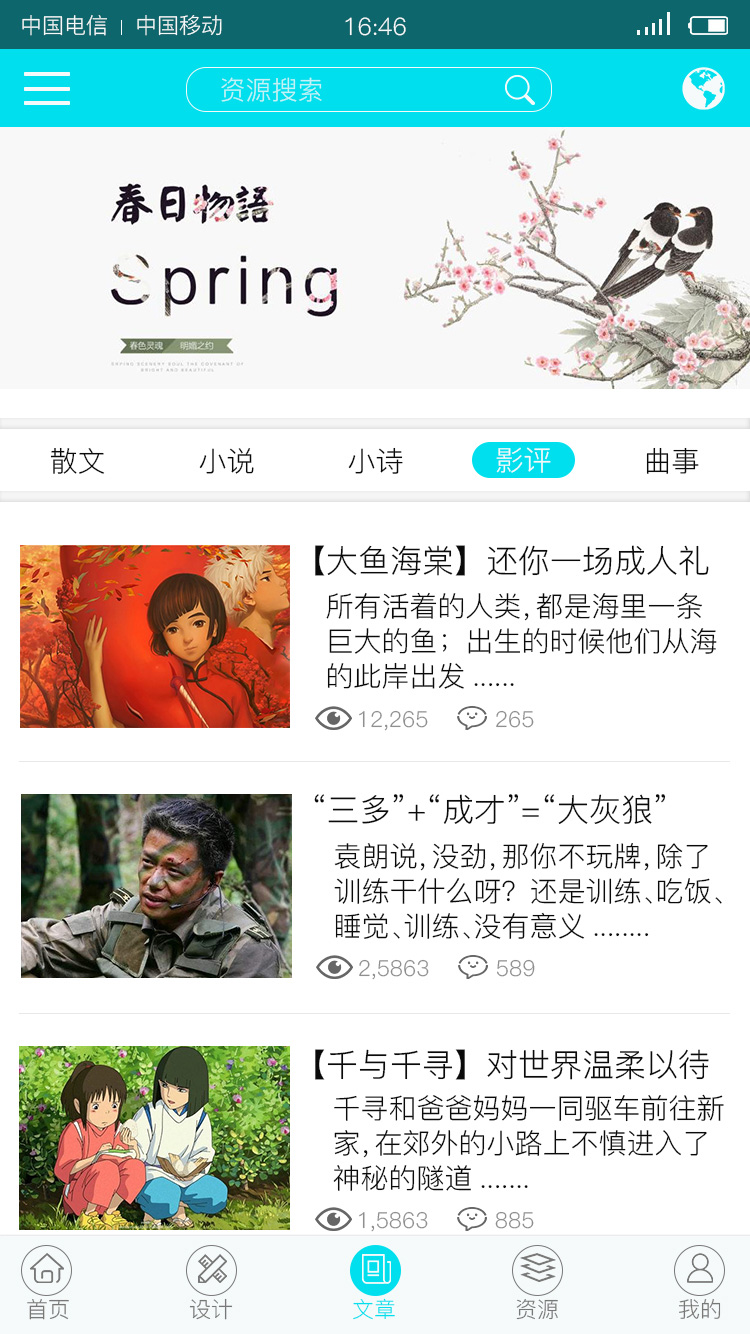 中国电信 | 中国移动 16:46
资源搜索
春日物語
Spring
春色灵魂 明媚之约
SPYING SCENERY SOUL THE COVENANT OF
BRIGHT AND BEAUTIFUL
散文 小说 小诗 影评 曲事
【大鱼海棠】还你一场成人礼
所有活着的人类,都是海里一条
巨大的鱼；出生的时候他们从海
的此岸出发 ......
12,265 265
“三多”+“成才”=“大灰狼”
袁朗说,没劲,那你不玩牌,除了
训练干什么呀？还是训练、吃饭、
睡觉、训练、没有意义 ........
2,5863 589
【千与千寻】对世界温柔以待
千寻和爸爸妈妈一同驱车前往新
家,在郊外的小路上不慎进入了
神秘的隧道 .......
1,5863 885
首页 设计 文章 资源 我的